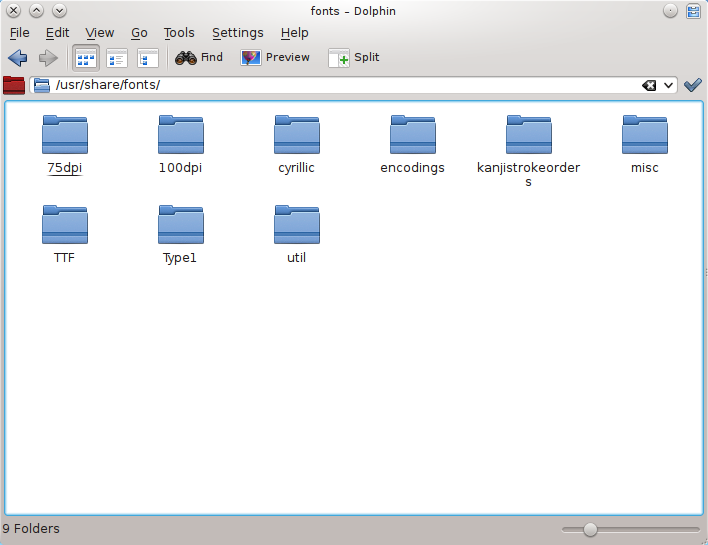 fonts – Dolphin
File Edit View Go Tools Settings Help
Find Preview Split
/usr/share/fonts/
75dpi 100dpi cyrillic encodings kanjistrokeorder
s misc
TTF Type1 util
9 Folders